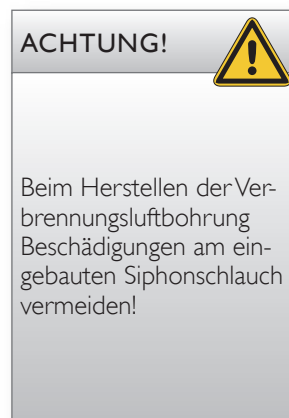 ACHTUNG!
Beim Herstellen der Ver-
brennungsluftbohrung
Beschädigungen am ein-
gebauten Siphonschlauch
vermeiden!